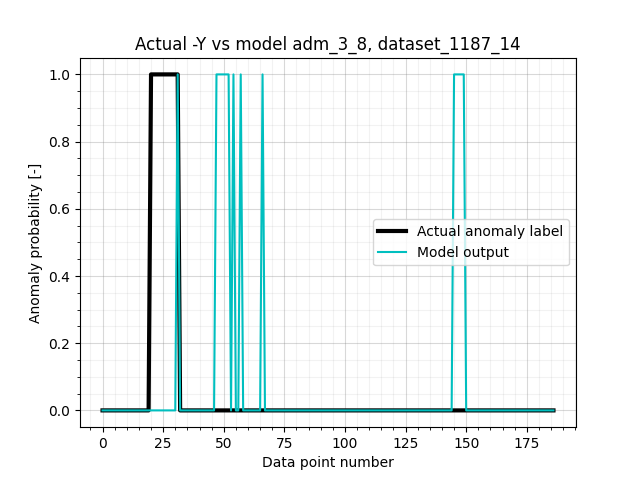 Actual -Y vs model adm_3_8, dataset_1187_14
1.0
0.8
0.6
0.4
0.2
0.0
Anomaly probability [-]
Actual anomaly label
Model output
0 25 50 75 100 125 150 175
Data point number